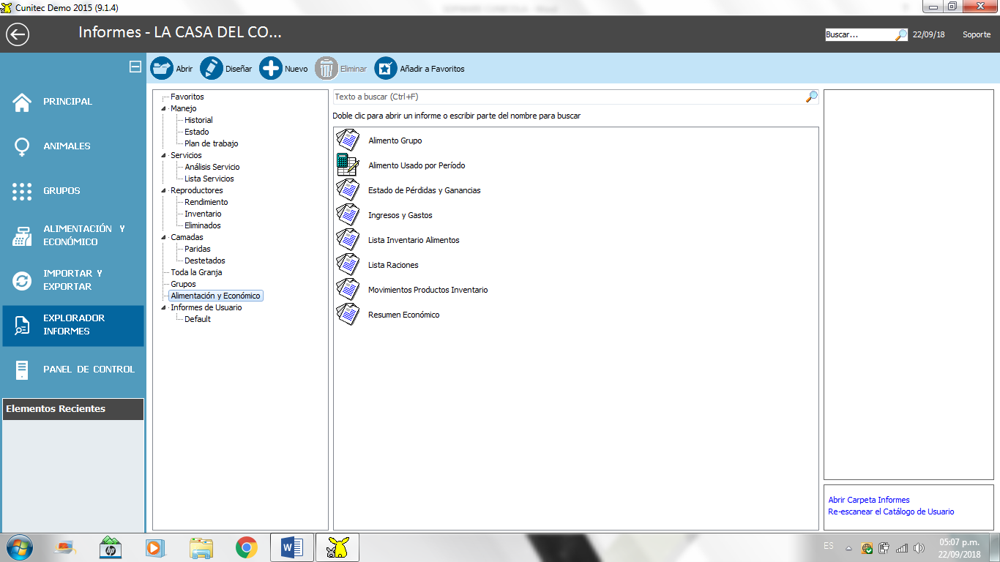 Cunitec Demo 2015 (9.1.4)
Informes - LA CASA DEL CO...
Buscar...
22/09/18
Soporte
Abrir
Diseñar
Nuevo
Eliminar
Añadir a Favoritos
PRINCIPAL
ANIMALES
GRUPOS
ALIMENTACIÓN Y
ECONÓMICO
IMPORTAR Y
EXPORTAR
EXPLORADOR
INFORMES
PANEL DE CONTROL
Elementos Recientes
Favoritos
Manejo
Historial
Estado
Plan de trabajo
Servicios
Análisis Servicio
Lista Servicios
Reproductores
Rendimiento
Inventario
Eliminados
Camadas
Paridas
Destetados
Toda la Granja
Grupos
Alimentación y Económico
Informes de Usuario
Default
Texto a buscar (Ctrl+F)
Doble clic para abrir un informe o escribir parte del nombre para buscar
Alimento Grupo
Alimento Usado por Período
Estado de Pérdidas y Ganancias
Ingresos y Gastos
Lista Inventario Alimentos
Lista Raciones
Movimientos Productos Inventario
Resumen Económico
Abrir Carpeta Informes
Re-escanear el Catálogo de Usuario
hp
W
ES
05:07 p.m.
22/09/2018